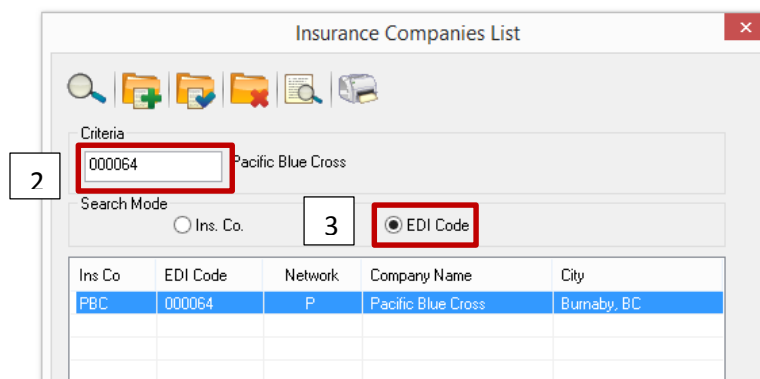 Insurance Companies List
x
Criteria
000064 Pacific Blue Cross
2
Search Mode
Ins. Co. 3 EDI Code
Ins Co EDI Code Network Company Name City
PBC 000064 P Pacific Blue Cross Burnaby, BC